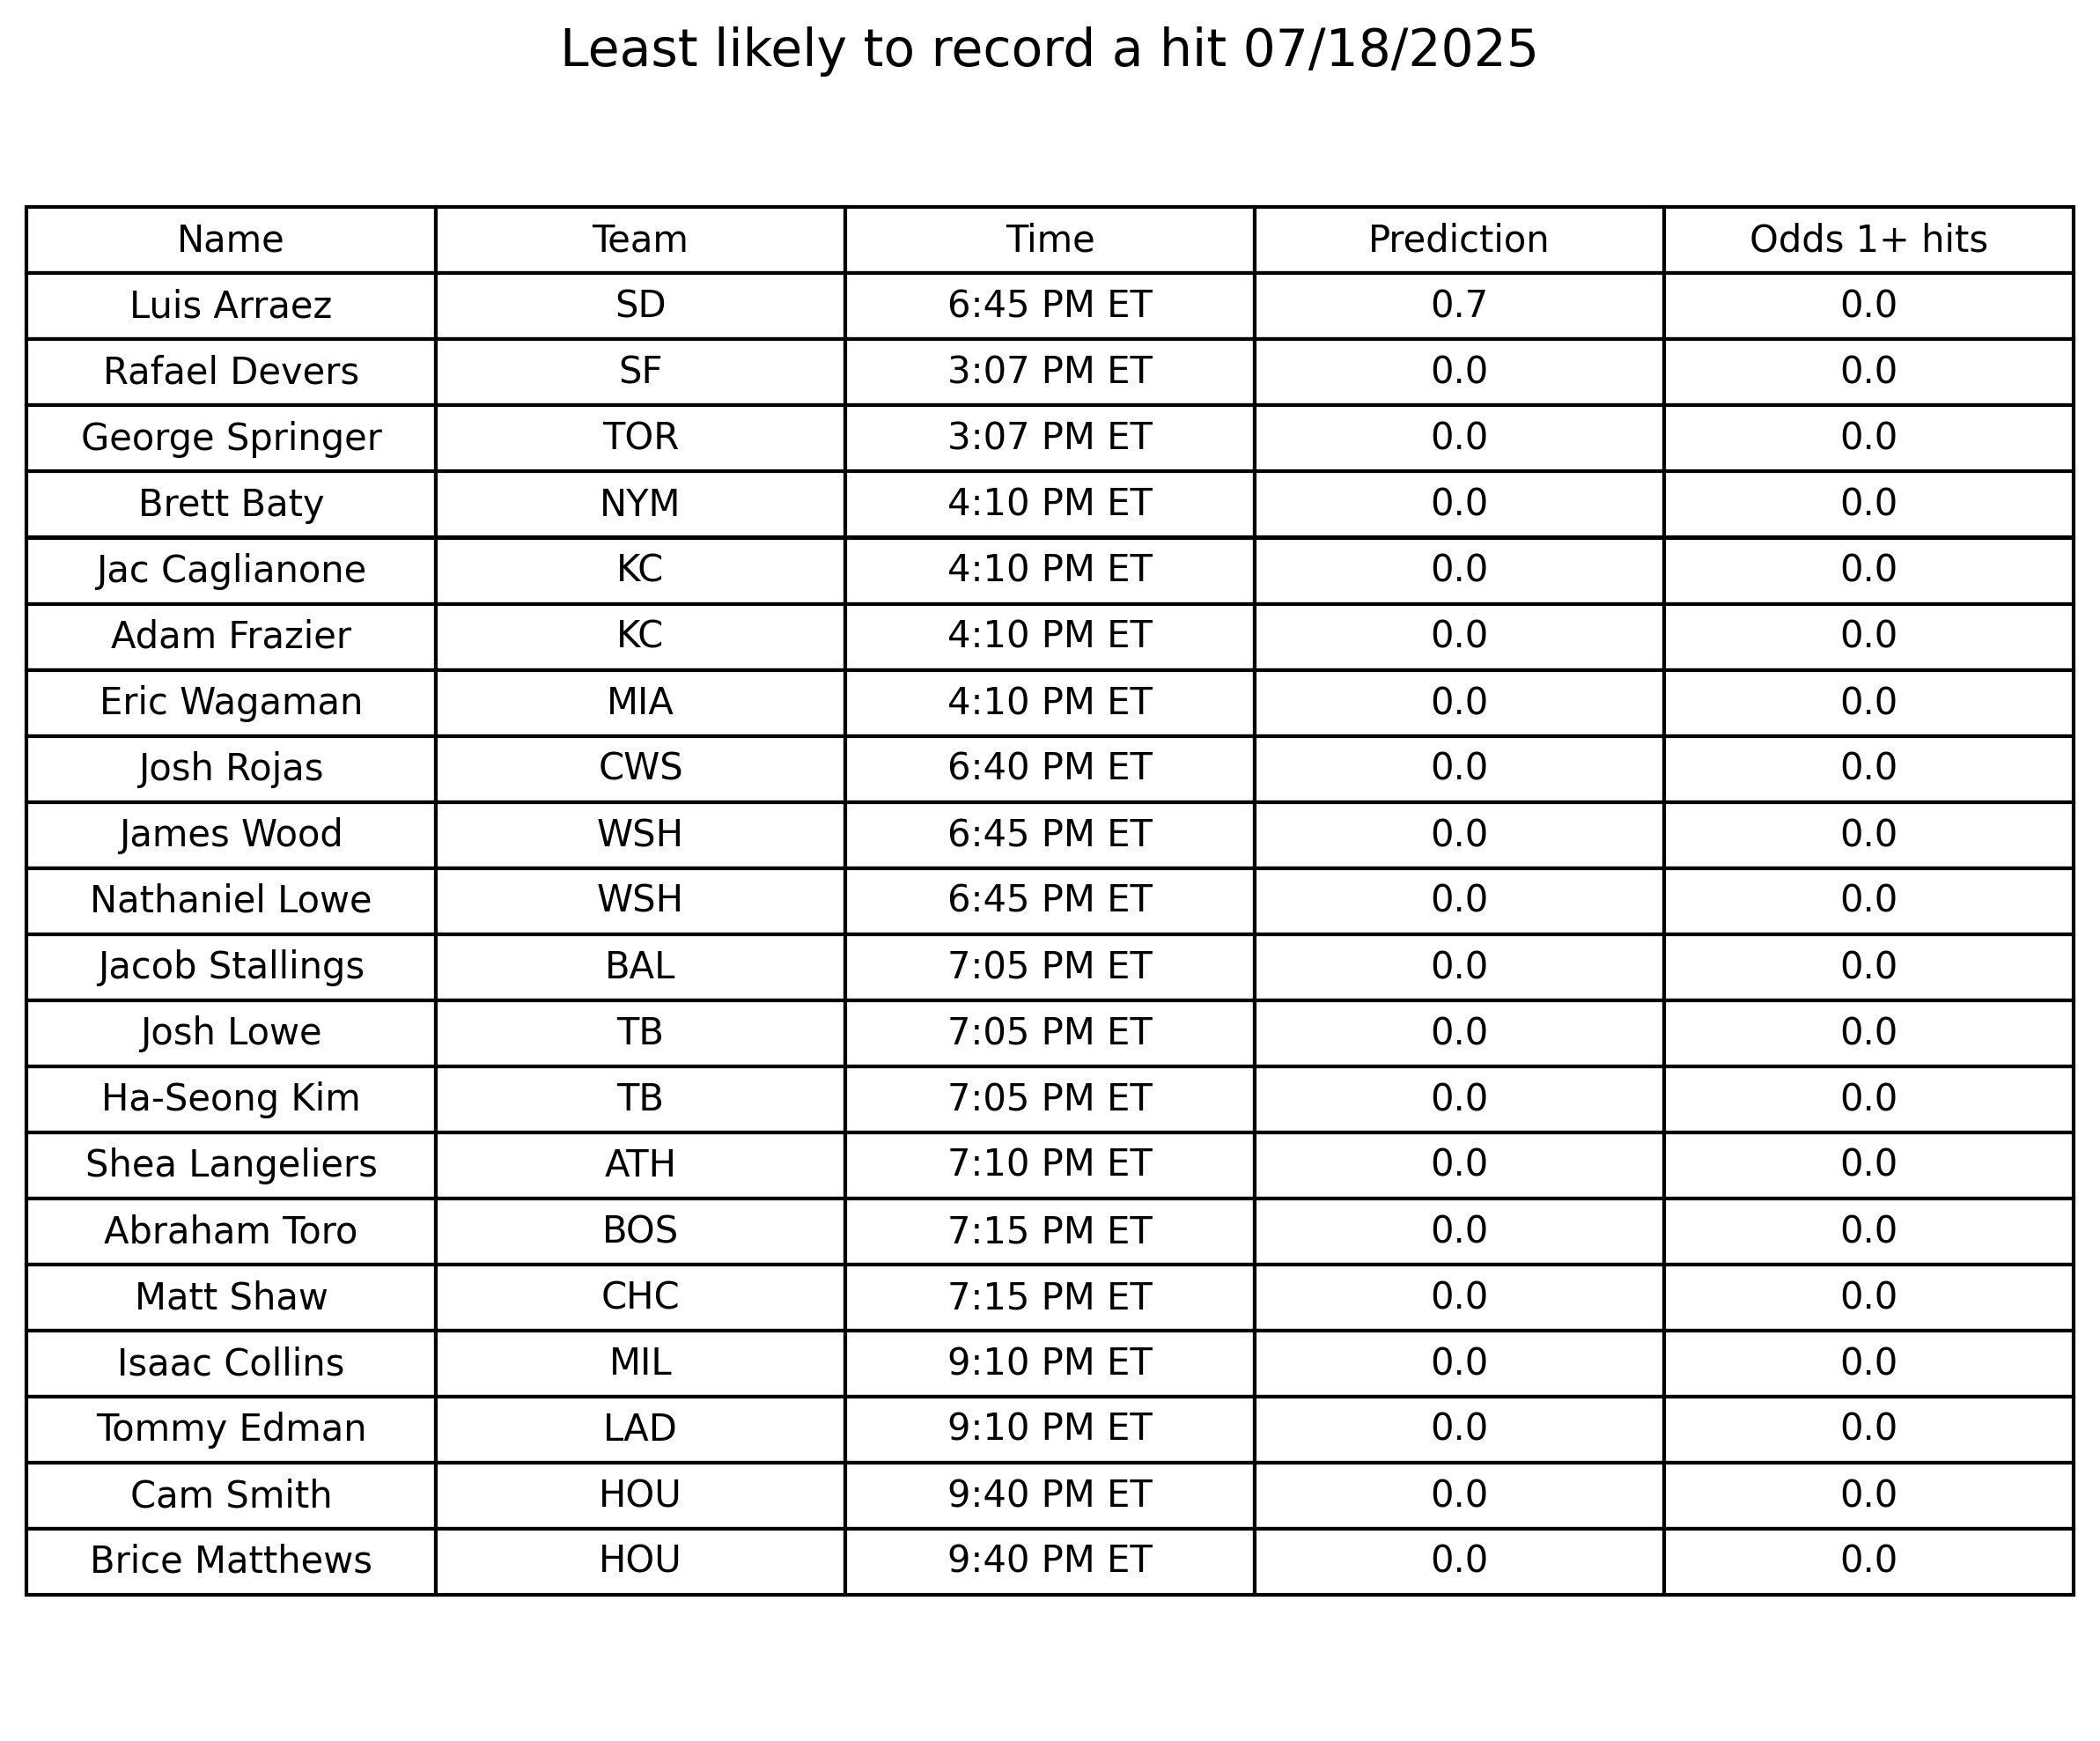 Least likely to record a hit 07/18/2025
Name Team Time Prediction Odds 1+ hits
Luis Arraez SD 6:45 PM ET 0.7 0.0
Rafael Devers SF 3:07 PM ET 0.0 0.0
George Springer TOR 3:07 PM ET 0.0 0.0
Brett Baty NYM 4:10 PM ET 0.0 0.0
Jac Caglianone KC 4:10 PM ET 0.0 0.0
Adam Frazier KC 4:10 PM ET 0.0 0.0
Eric Wagaman MIA 4:10 PM ET 0.0 0.0
Josh Rojas CWS 6:40 PM ET 0.0 0.0
James Wood WSH 6:45 PM ET 0.0 0.0
Nathaniel Lowe WSH 6:45 PM ET 0.0 0.0
Jacob Stallings BAL 7:05 PM ET 0.0 0.0
Josh Lowe TB 7:05 PM ET 0.0 0.0
Ha-Seong Kim TB 7:05 PM ET 0.0 0.0
Shea Langeliers ATH 7:10 PM ET 0.0 0.0
Abraham Toro BOS 7:15 PM ET 0.0 0.0
Matt Shaw CHC 7:15 PM ET 0.0 0.0
Isaac Collins MIL 9:10 PM ET 0.0 0.0
Tommy Edman LAD 9:10 PM ET 0.0 0.0
Cam Smith HOU 9:40 PM ET 0.0 0.0
Brice Matthews HOU 9:40 PM ET 0.0 0.0